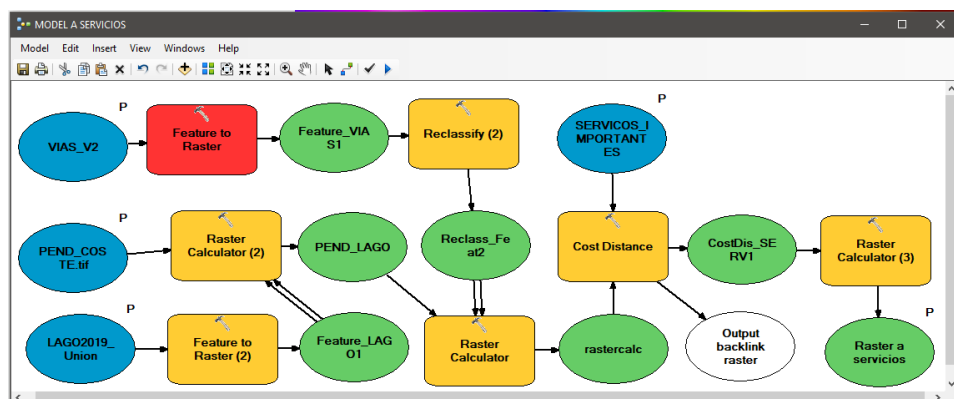 MODEL A SERVICIOS
Model Edit Insert View Windows Help
P
VIAS_V2
Feature to
Raster
Feature_VIA
S1
Reclassify (2)
P
SERVICOS_I
MPORTANT
ES
P
PEND_COS
TE.tif
Raster
Calculator (2)
PEND_LAGO
Reclass_Fe
at2
Cost Distance
CostDis_SE
RV1
Raster
Calculator (3)
P
LAGO2019_
Union
Feature to
Raster (2)
Feature_LAG
O1
Raster
Calculator
rastercalc
Output
backlink
raster
P
Raster a
servicios